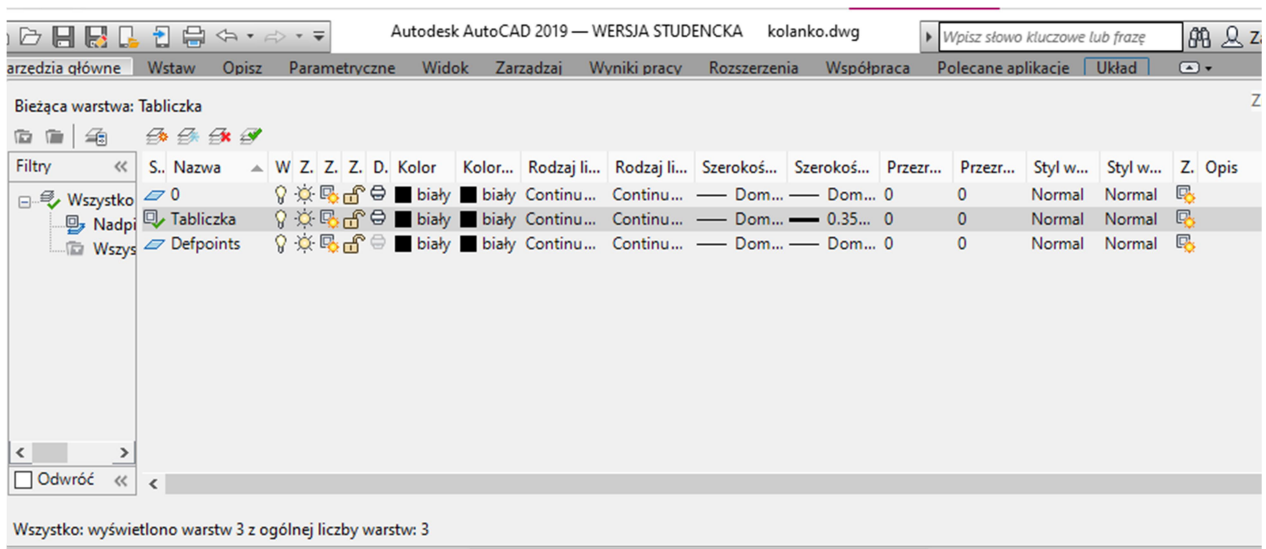 Autodesk AutoCAD 2019 — WERSJA STUDENCKA kolanko.dwg Wpisz słowo kluczowe lub frazę Z
arzędzia główne Wstaw Opisz Parametryczne Widok Zarządzaj Wyniki pracy Rozszerzenia Współpraca Polecane aplikacje Układ
Bieżąca warstwa: Tabliczka Z
Filtry << S.. Nazwa W Z. Z. Z. D. Kolor Kolor... Rodzaj li... Rodzaj li... Szerokoś... Szerokoś... Przezr... Przezr... Styl w... Styl w... Z. Opis
Wszystko 0 biały biały Continu... Continu... Dom... Dom... 0 0 Normal Normal
Nadpi Tabliczka biały biały Continu... Continu... Dom... 0.35... 0 0 Normal Normal
Wszys Defpoints biały biały Continu... Continu... Dom... Dom... 0 0 Normal Normal
Odwróć <<
Wszystko: wyświetlono warstw 3 z ogólnej liczby warstw: 3